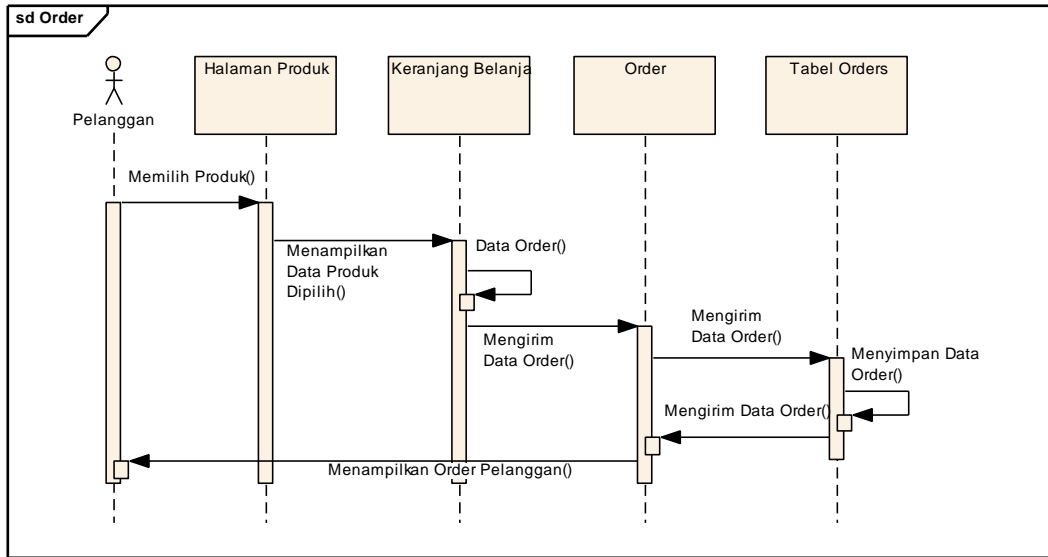 sd Order
Pelanggan
Halaman Produk
Keranjang Belanja
Order
Tabel Orders
Memilih Produk()
Menampilkan
Data Produk
Dipilih()
Data Order()
Mengirim
Data Order()
Mengirim
Data Order()
Menyimpan Data
Order()
Mengirim Data Order()
Menampilkan Order Pelanggan()